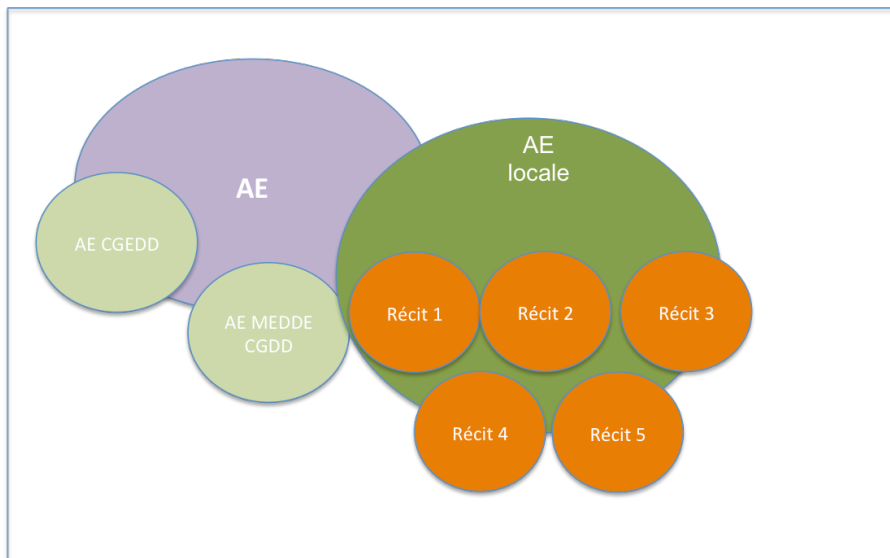 AE
locale
AE
AE CGEDD
AE MEDDE
CGDD
Récit 1
Récit 2
Récit 3
Récit 4
Récit 5